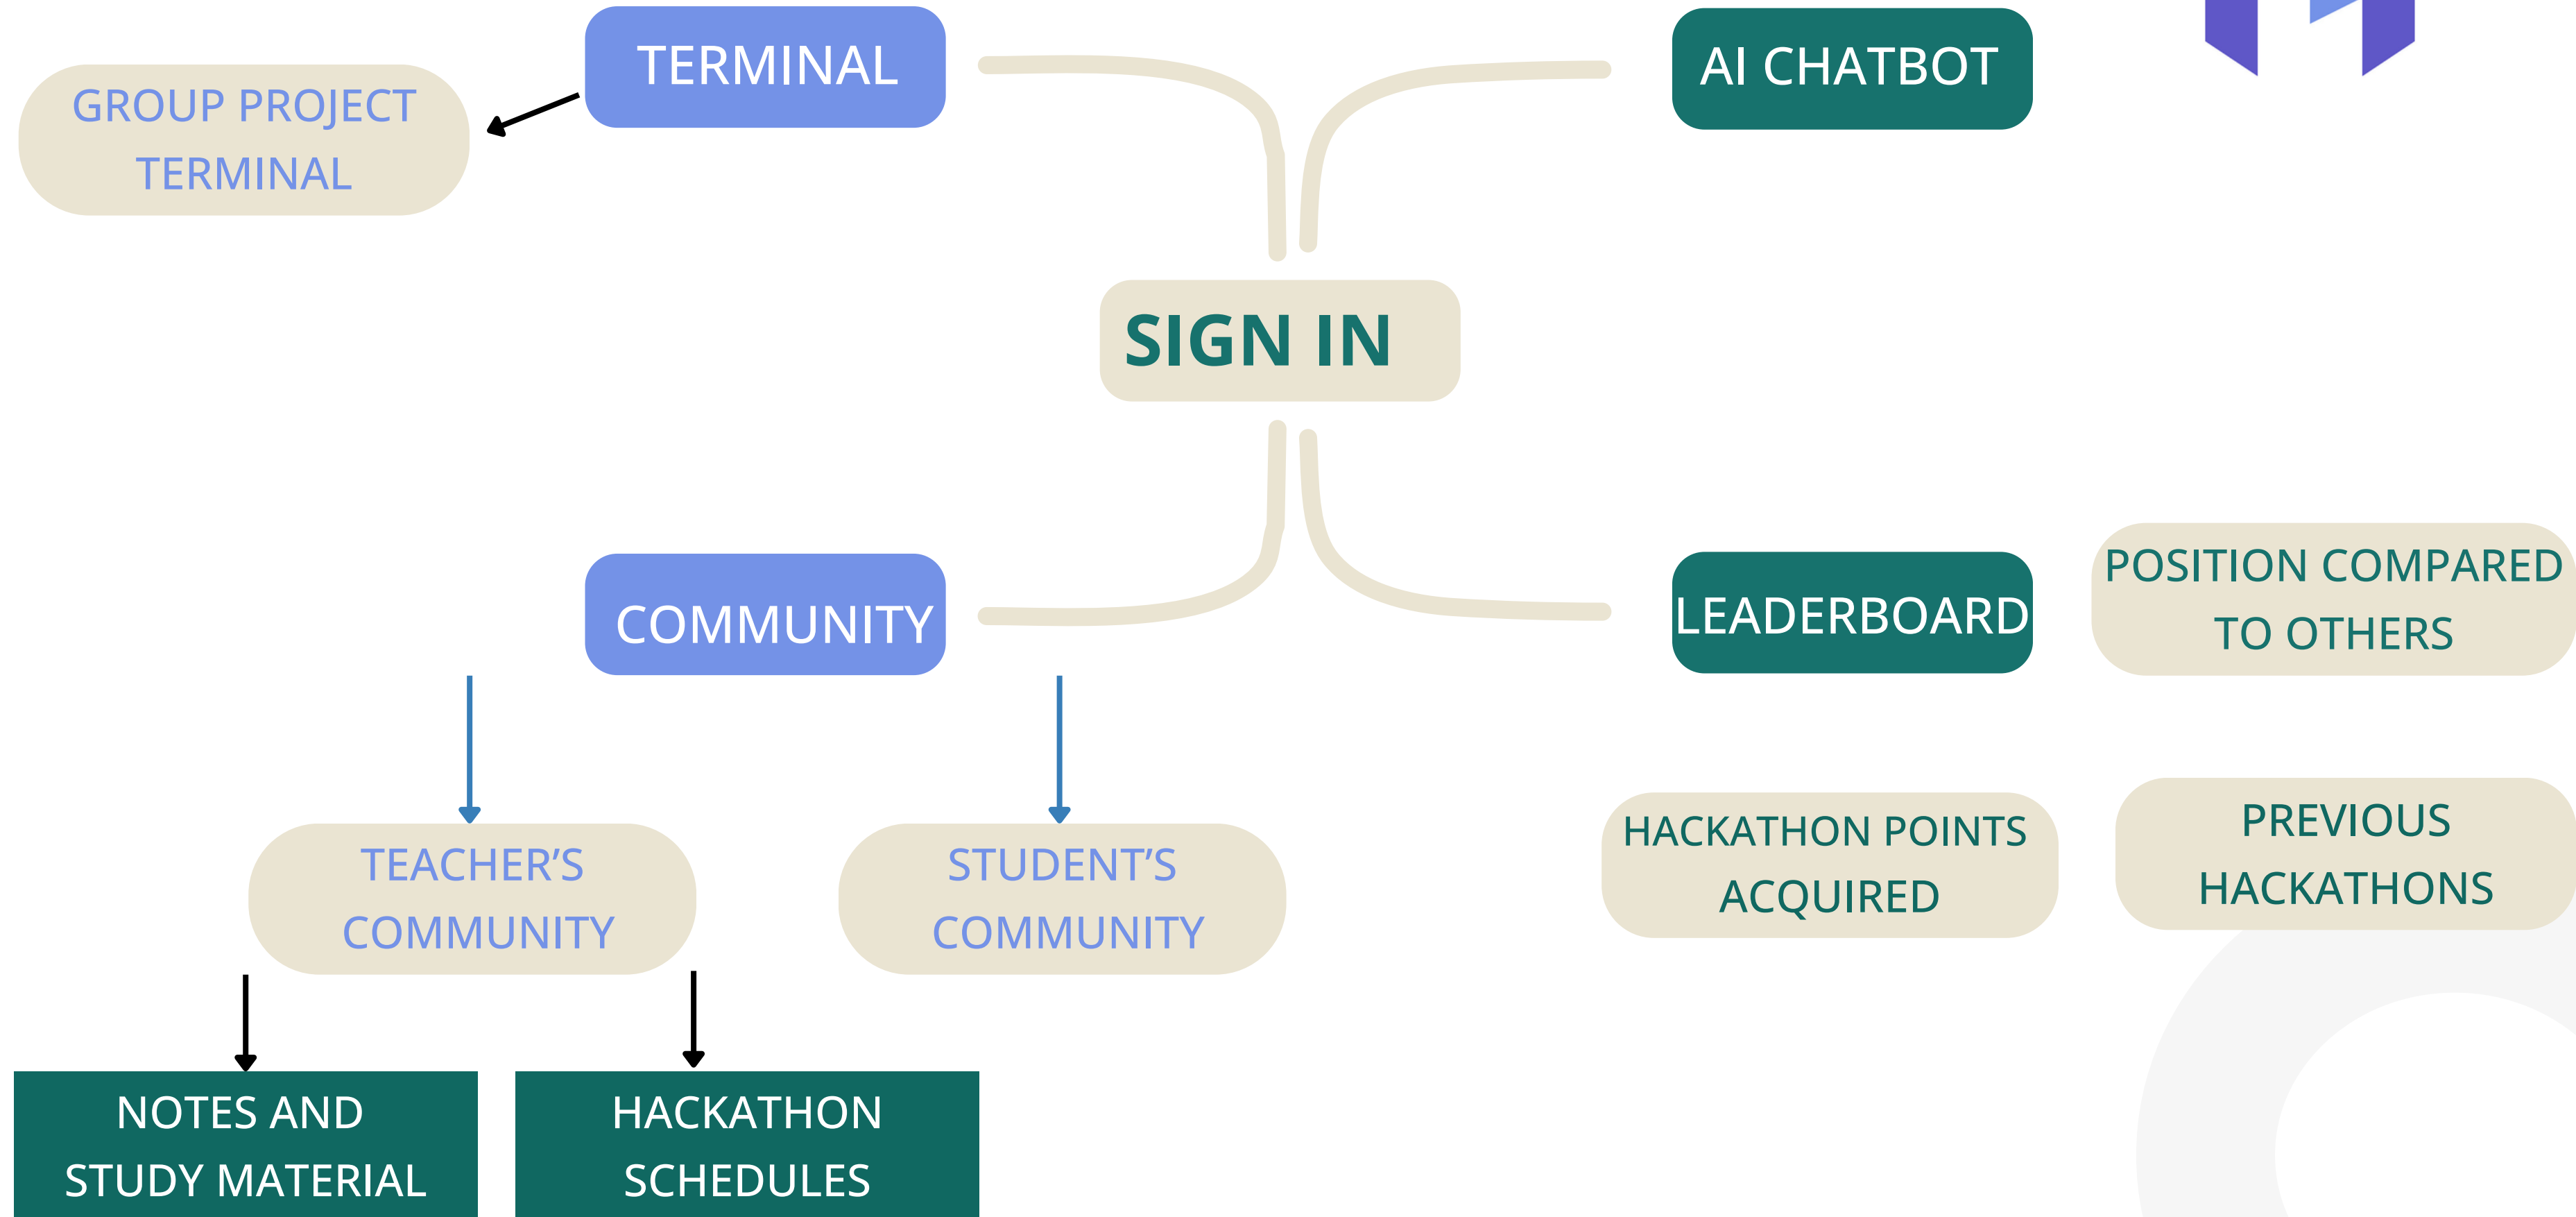 TERMINAL
AI CHATBOT
GROUP PROJECT
TERMINAL
SIGN IN
COMMUNITY
LEADERBOARD
POSITION COMPARED
TO OTHERS
TEACHER’S
COMMUNITY
STUDENT’S
COMMUNITY
HACKATHON POINTS
ACQUIRED
PREVIOUS
HACKATHONS
NOTES AND
STUDY MATERIAL
HACKATHON
SCHEDULES